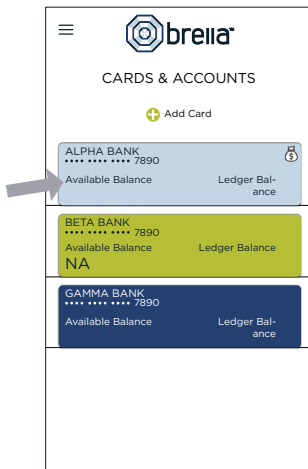 breııa
CARDS & ACCOUNTS
Add Card
ALPHA BANK
•••• •••• •••• 7890
Available Balance Ledger Bal-
ance
BETA BANK
•••• •••• •••• 7890
Available Balance Ledger Balance
NA
GAMMA BANK
•••• •••• •••• 7890
Available Balance Ledger Bal-
ance